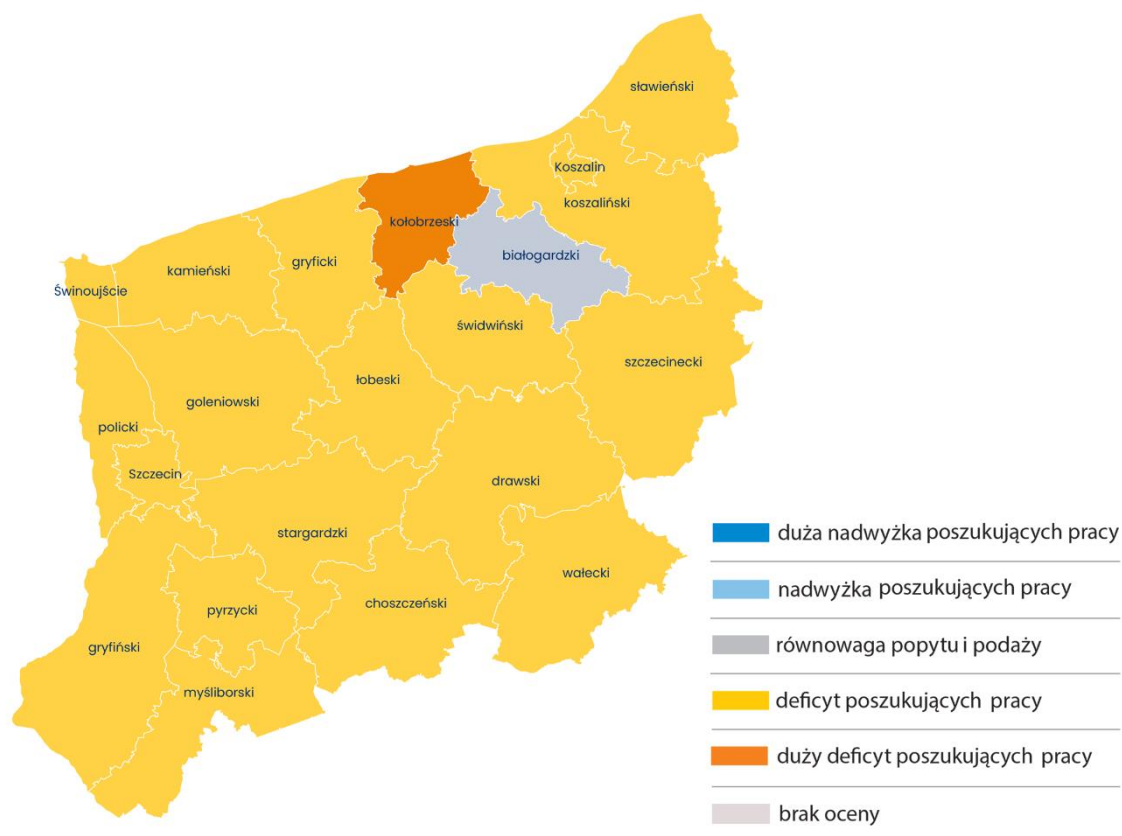 sławieński
Koszalin
koszaliński
kołobrzeski
białogardzki
gryficki
kamieński
Świnoujście
świdwiński
szczecinecki
łobeski
goleniowski
policki
Szczecin
drawski
stargardzki
wałecki
choszczeński
pyrzycki
gryfiński
myśliborski
duża nadwyżka poszukujących pracy
nadwyżka poszukujących pracy
równowaga popytu i podaży
deficyt poszukujących pracy
duży deficyt poszukujących pracy
brak oceny